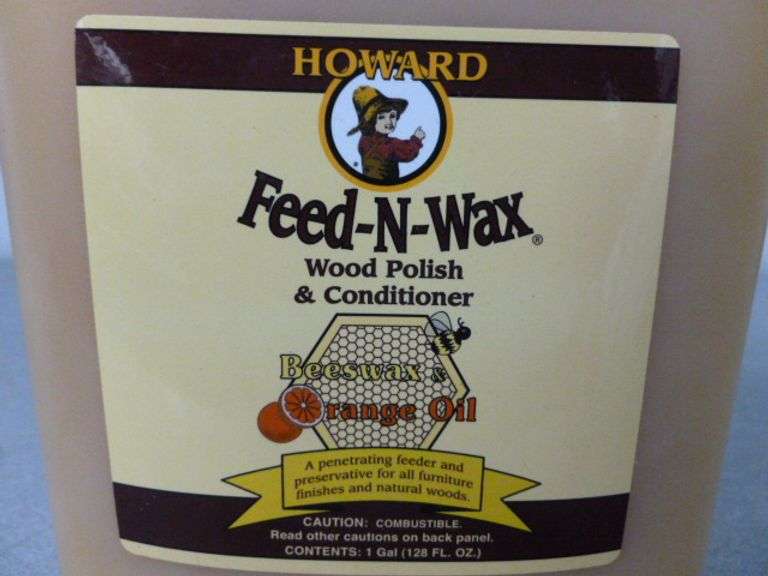 HOWARD
Feed-N-Wax®
Wood Polish
& Conditioner
Beeswax &
Orange Oil
A penetrating feeder and
preservative for all furniture
finishes and natural woods.
CAUTION: COMBUSTIBLE.
Read other cautions on back panel.
CONTENTS: 1 Gal (128 FL. OZ.)